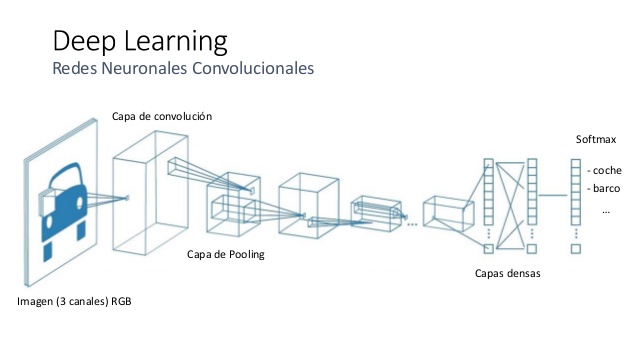 Deep Learning
Redes Neuronales Convolucionales
Capa de convolución
Softmax
- coche
- barco
...
...
Capa de Pooling
Capas densas
Imagen (3 canales) RGB